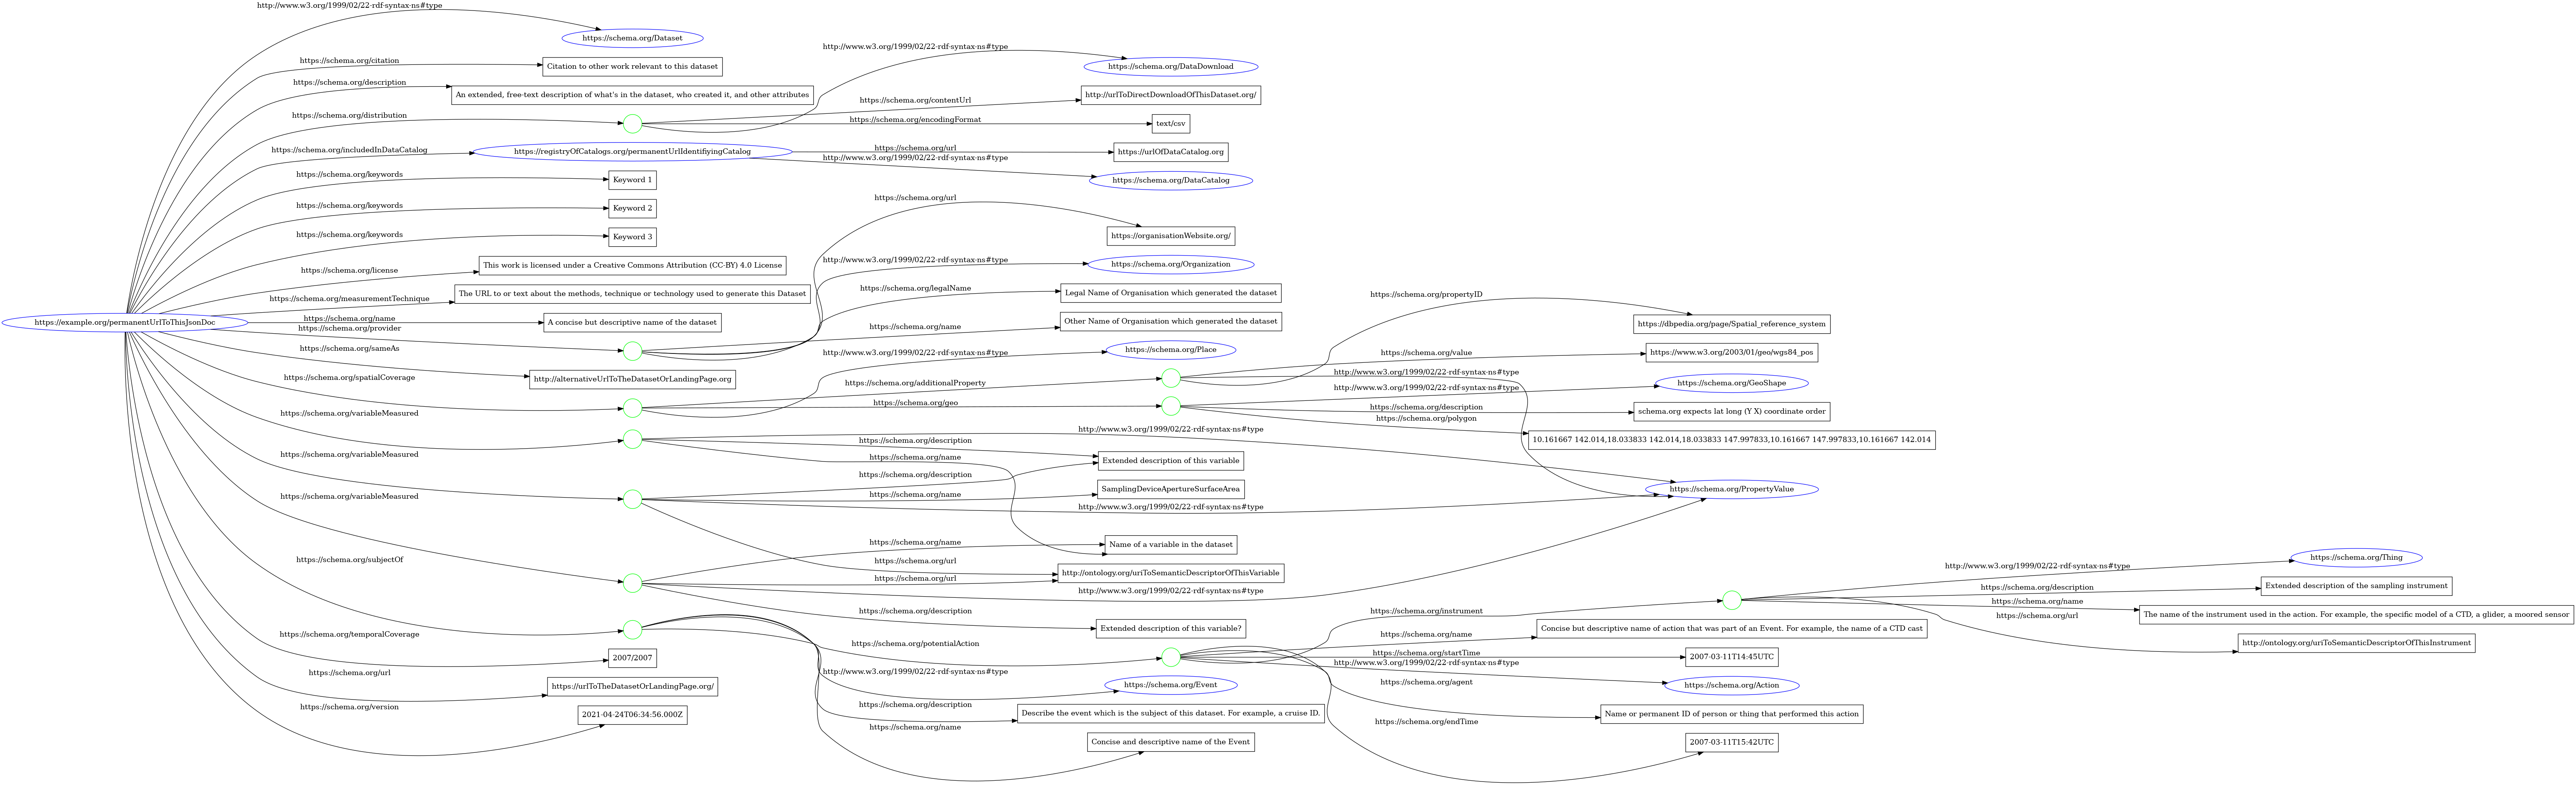 http://www.w3.org/1999/02/22-rdf-syntax-ns#type
https://schema.org/Dataset
https://schema.org/citation
Citation to other work relevant to this dataset
https://schema.org/description
An extended, free-text description of what's in the dataset, who created it, and other attributes
https://schema.org/distribution
http://www.w3.org/1999/02/22-rdf-syntax-ns#type
https://schema.org/DataDownload
https://schema.org/contentUrl
http://urlToDirectDownloadOfThisDataset.org/
https://schema.org/encodingFormat
text/csv
https://schema.org/includedInDataCatalog
https://registryOfCatalogs.org/permanentUrlIdentifiyingCatalog
https://schema.org/url
https://urlOfDataCatalog.org
http://www.w3.org/1999/02/22-rdf-syntax-ns#type
https://schema.org/DataCatalog
https://schema.org/keywords
Keyword 1
https://schema.org/keywords
Keyword 2
https://schema.org/keywords
Keyword 3
https://schema.org/license
This work is licensed under a Creative Commons Attribution (CC-BY) 4.0 License
https://schema.org/measurementTechnique
The URL to or text about the methods, technique or technology used to generate this Dataset
https://example.org/permanentUrlToThisJsonDoc
https://schema.org/name
A concise but descriptive name of the dataset
https://schema.org/provider
https://schema.org/url
https://organisationWebsite.org/
http://www.w3.org/1999/02/22-rdf-syntax-ns#type
https://schema.org/Organization
https://schema.org/legalName
Legal Name of Organisation which generated the dataset
https://schema.org/name
Other Name of Organisation which generated the dataset
https://schema.org/sameAs
http://alternativeUrlToTheDatasetOrLandingPage.org
https://schema.org/spatialCoverage
http://www.w3.org/1999/02/22-rdf-syntax-ns#type
https://schema.org/Place
https://schema.org/additionalProperty
https://schema.org/propertyID
https://dbpedia.org/page/Spatial_reference_system
https://schema.org/value
https://www.w3.org/2003/01/geo/wgs84_pos
http://www.w3.org/1999/02/22-rdf-syntax-ns#type
https://schema.org/geo
http://www.w3.org/1999/02/22-rdf-syntax-ns#type
https://schema.org/GeoShape
https://schema.org/description
schema.org expects lat long (Y X) coordinate order
https://schema.org/polygon
10.161667 142.014,18.033833 142.014,18.033833 147.997833,10.161667 147.997833,10.161667 142.014
https://schema.org/variableMeasured
http://www.w3.org/1999/02/22-rdf-syntax-ns#type
https://schema.org/description
https://schema.org/name
Extended description of this variable
https://schema.org/variableMeasured
https://schema.org/description
https://schema.org/name
SamplingDeviceApertureSurfaceArea
http://www.w3.org/1999/02/22-rdf-syntax-ns#type
https://schema.org/PropertyValue
https://schema.org/url
https://schema.org/variableMeasured
https://schema.org/name
Name of a variable in the dataset
https://schema.org/url
http://ontology.org/uriToSemanticDescriptorOfThisVariable
http://www.w3.org/1999/02/22-rdf-syntax-ns#type
https://schema.org/description
Extended description of this variable?
https://schema.org/subjectOf
https://schema.org/potentialAction
https://schema.org/instrument
http://www.w3.org/1999/02/22-rdf-syntax-ns#type
https://schema.org/Thing
https://schema.org/description
Extended description of the sampling instrument
https://schema.org/name
The name of the instrument used in the action. For example, the specific model of a CTD, a glider, a moored sensor
https://schema.org/url
http://ontology.org/uriToSemanticDescriptorOfThisInstrument
https://schema.org/name
Concise but descriptive name of action that was part of an Event. For example, the name of a CTD cast
https://schema.org/startTime
2007-03-11T14:45UTC
http://www.w3.org/1999/02/22-rdf-syntax-ns#type
https://schema.org/Action
https://schema.org/agent
Name or permanent ID of person or thing that performed this action
https://schema.org/endTime
2007-03-11T15:42UTC
http://www.w3.org/1999/02/22-rdf-syntax-ns#type
https://schema.org/Event
https://schema.org/description
Describe the event which is the subject of this dataset. For example, a cruise ID.
https://schema.org/name
Concise and descriptive name of the Event
https://schema.org/temporalCoverage
2007/2007
https://schema.org/url
https://urlToTheDatasetOrLandingPage.org/
https://schema.org/version
2021-04-24T06:34:56.000Z